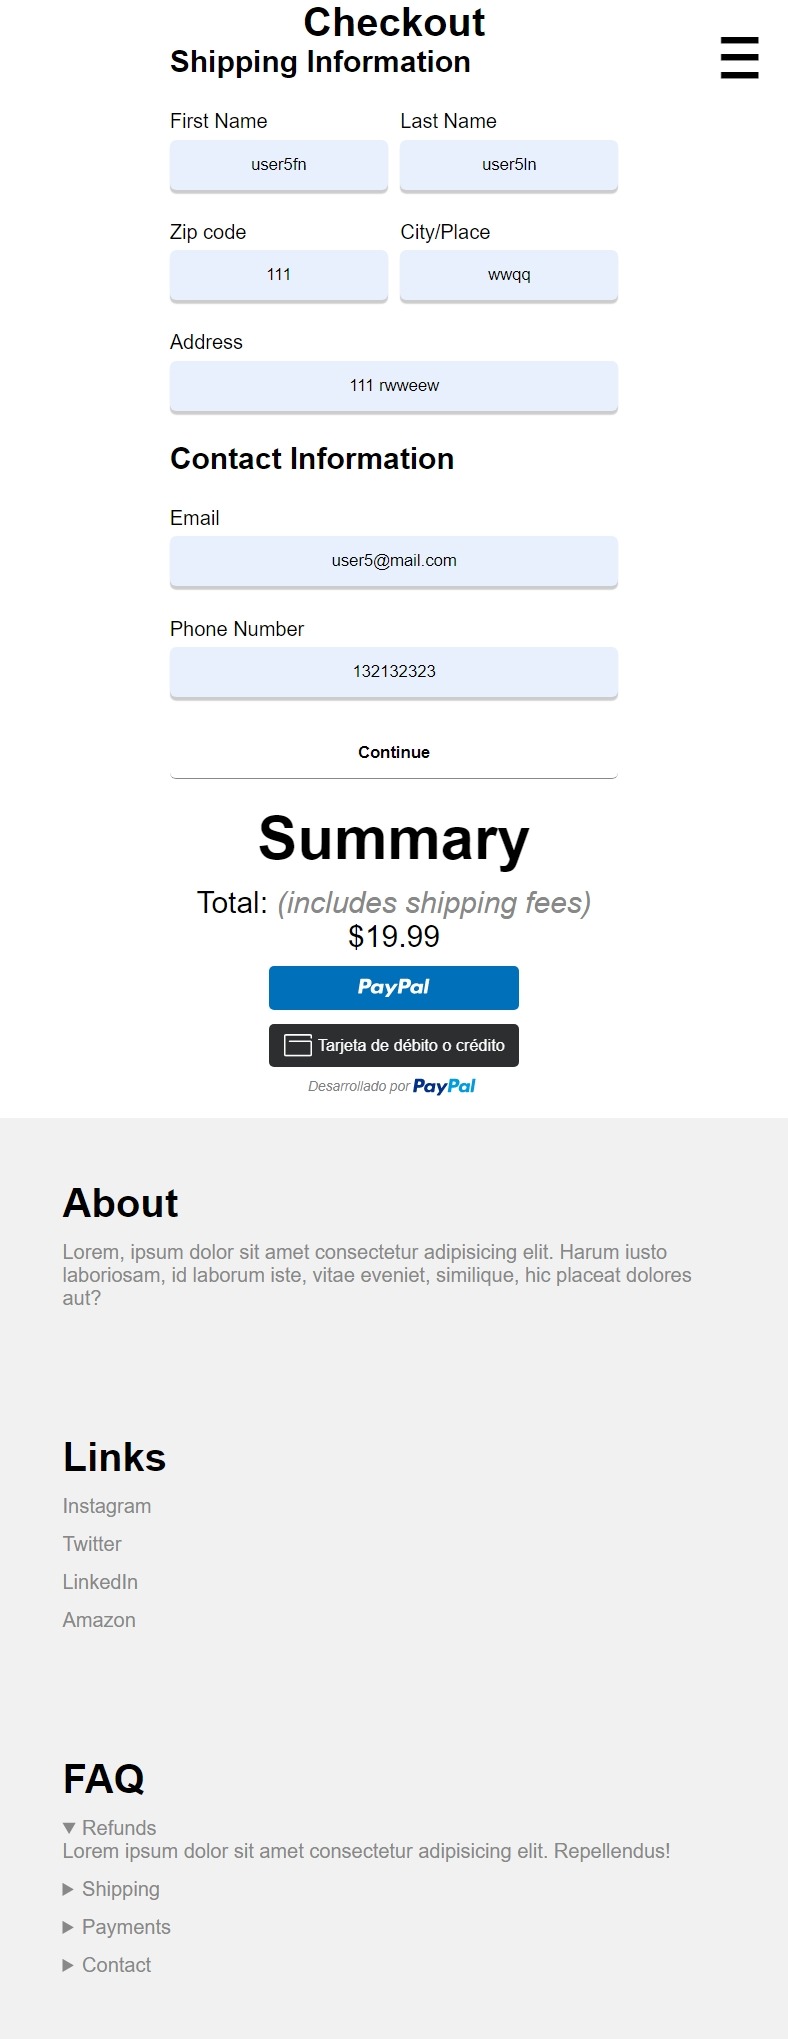 Checkout
Shipping Information
First Name
Last Name
user5fn
user5ln
Zip code
City/Place
111
wwqq
Address
111 rwweew
Contact Information
Email
user5@mail.com
Phone Number
132132323
Continue
Summary
Total: (includes shipping fees)
$19.99
PayPal
Tarjeta de débito o crédito
Desarrollado por PayPal
About
Lorem, ipsum dolor sit amet consectetur adipisicing elit. Harum iusto
laboriosam, id laborum iste, vitae eveniet, similique, hic placeat dolores
aut?
Links
Instagram
Twitter
LinkedIn
Amazon
FAQ
Refunds
Lorem ipsum dolor sit amet consectetur adipisicing elit. Repellendus!
Shipping
Payments
Contact